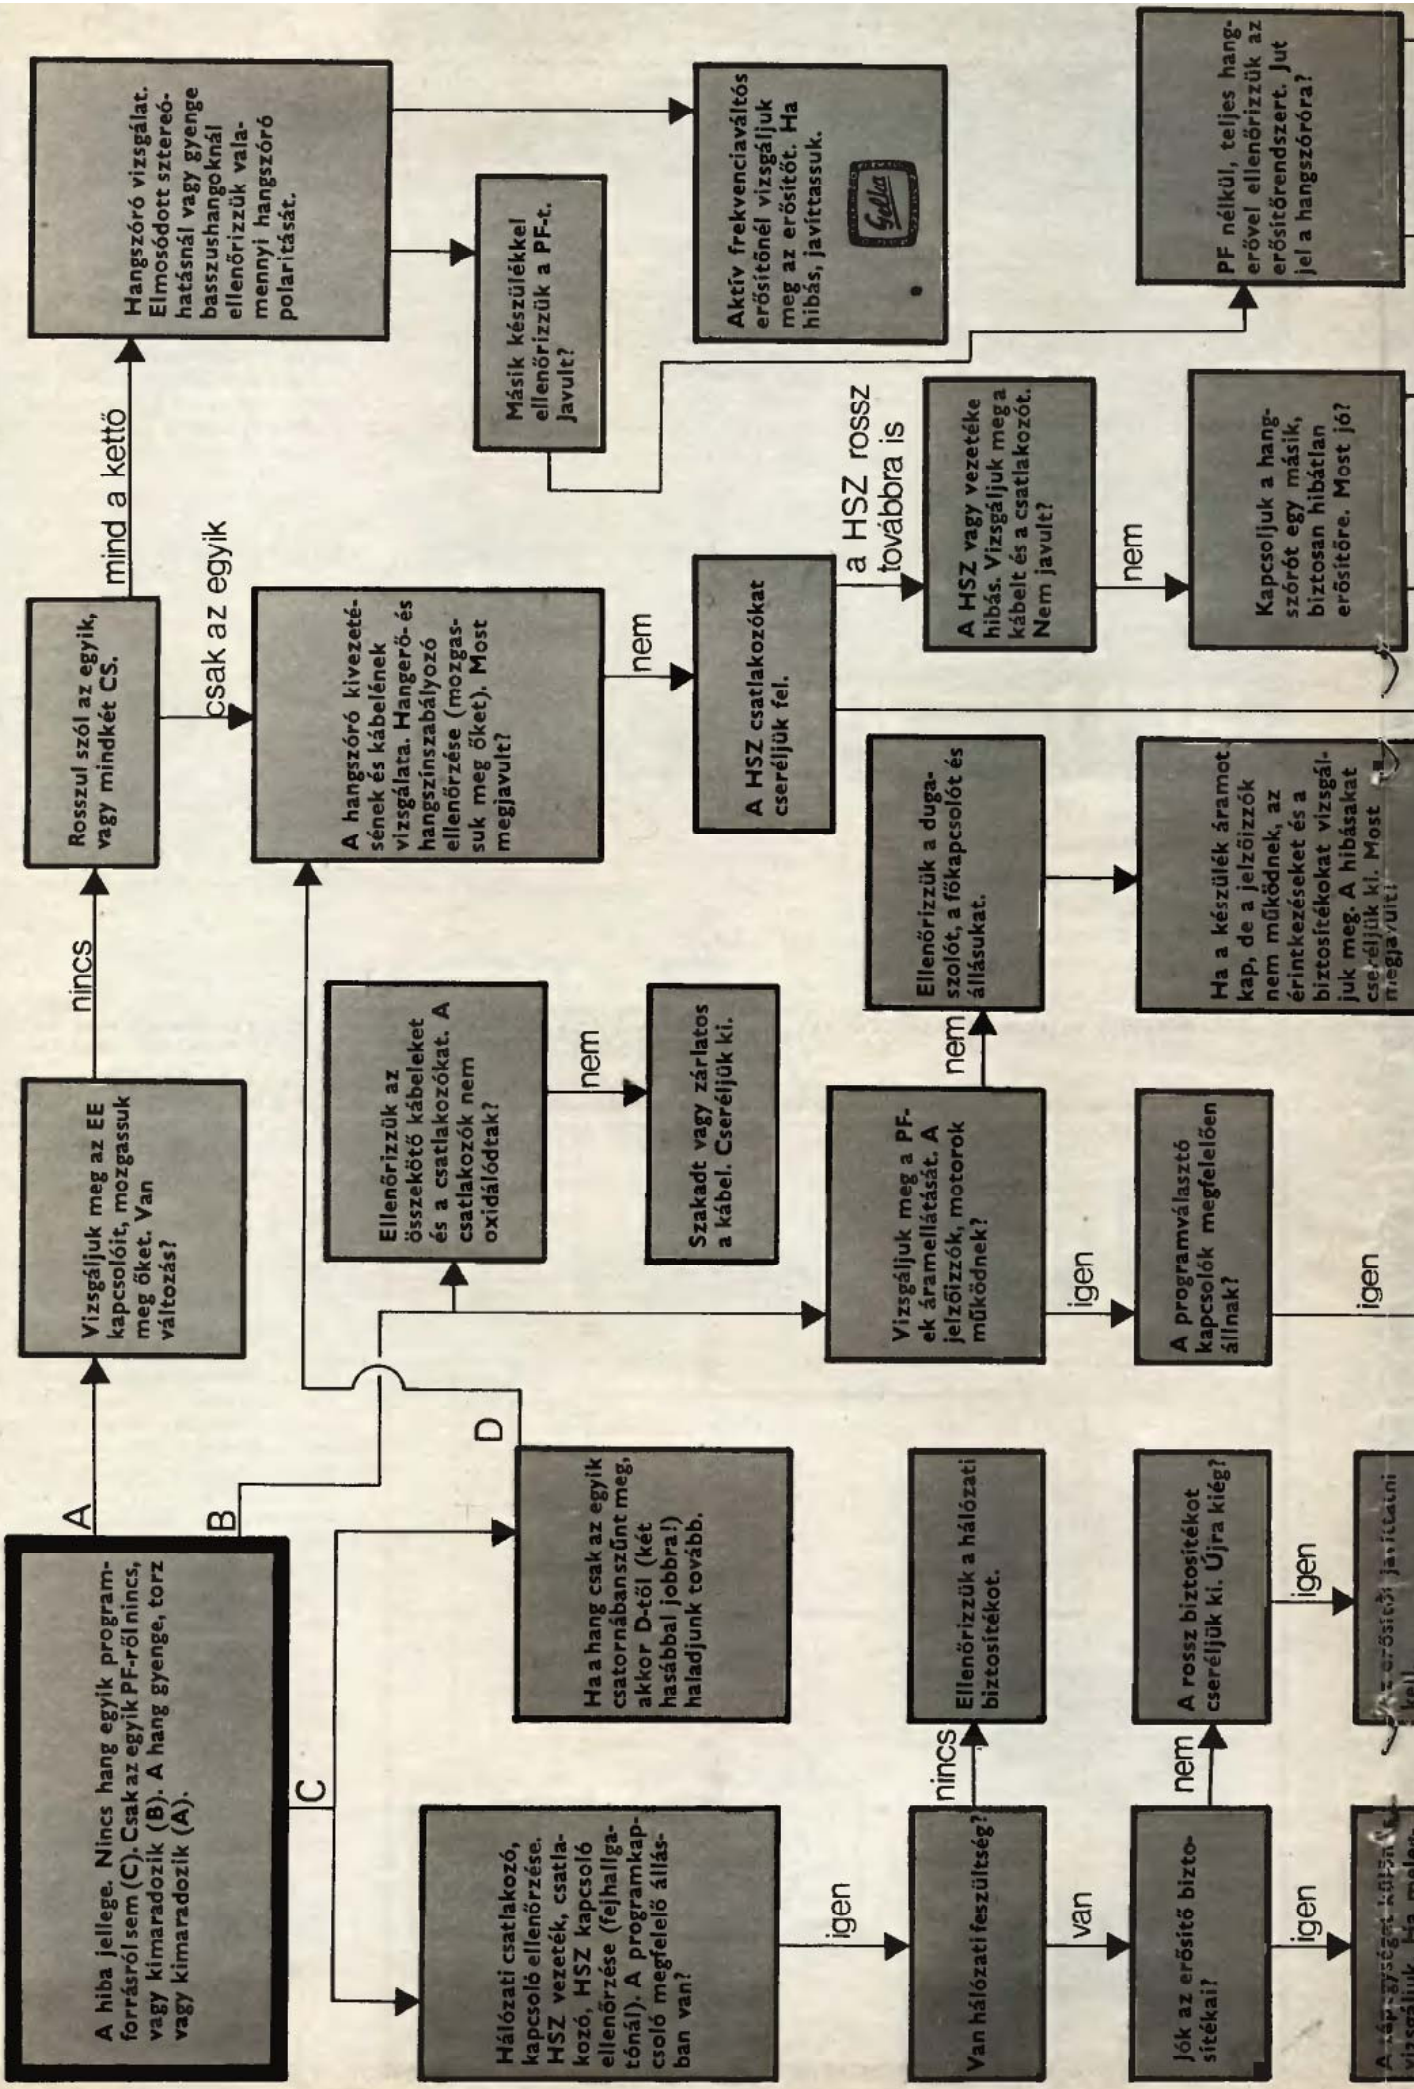 A hiba jellege. Nincs hang egyik program-
forrásról sem (C). Csak az egyik PF-ről nincs,
vagy kimaradozik (B). A hang gyenge, torz
vagy kimaradozik (A).
A
B
C
Vizsgáljuk meg az EE
kapcsolóit, mozgassuk
meg őket. Van
változás?
nincs
Rosszul szól az egyik,
vagy mindkét CS.
mind a kettő
csak az egyik
Hangszóró vizsgálat.
Elmosódott sztereó-
hatásnál vagy gyenge
basszushangoknál
ellenőrizzük vala-
mennyi hangszóró
polaritását.
Hálózati csatlakozó,
kapcsoló ellenőrzése.
HSZ vezeték, csatla-
kozó, HSZ kapcsoló
ellenőrzése (fejhallga-
tónál). A programkap-
csoló megfelelő állás-
ban van?
igen
Ha a hang csak az egyik
csatornában szűnt meg,
akkor D-től (két
hasábbal jobbra!)
haladjunk tovább.
D
Ellenőrizzük az
összekötő kábeleket
és a csatlakozókat. A
csatlakozók nem
oxidálódtak?
nem
Szakadt vagy zárlatos
a kábel. Cseréljük ki.
A hangszóró kivezeté-
sének és kábelének
vizsgálata. Hangerő- és
hangszínszabályozó
ellenőrzése (mozgas-
suk meg őket). Most
megjavult?
nem
A HSZ csatlakozókat
cseréljük fel.
a HSZ rossz
továbbra is
Másik készülékkel
ellenőrizzük a PF-t.
Javult?
Aktív frekvenciaváltós
erősítőnél vizsgáljuk
meg az erősítőt. Ha
hibás, javíttassuk.
Gelka
Van hálózati feszültség?
nincs
Ellenőrizzük a hálózati
biztosítékot.
van
Vizsgáljuk meg a PF-
ek áramellátását. A
jelzőizzók, motorok
működnek?
nem
igen
Ellenőrizzük a duga-
szolót, a főkapcsolót és
állásukat.
A HSZ vagy vezetéke
hibás. Vizsgáljuk meg a
kábelt és a csatlakozót.
Nem javult?
nem
Jók az erősítő bizto-
sítékai?
nem
igen
A rossz biztosítékot
cseréljük ki. Újra kiég?
igen
A programválasztó
kapcsolók megfelelően
állnak?
igen
Ha a készülék áramot
kap, de a jelzőizzók
nem működnek, az
érintkezéseket és a
biztosítékokat vizsgál-
juk meg. A hibásakat
cseréljük ki. Most
megjavult?
Kapcsoljuk a hang-
szórót egy másik,
biztosan hibátlan
erősítőre. Most jó?
PF nélkül, teljes hang-
erővel ellenőrizzük az
erősítőrendszert. Jut
jel a hangszóróra?
Az erősítőt javíttatni
kell